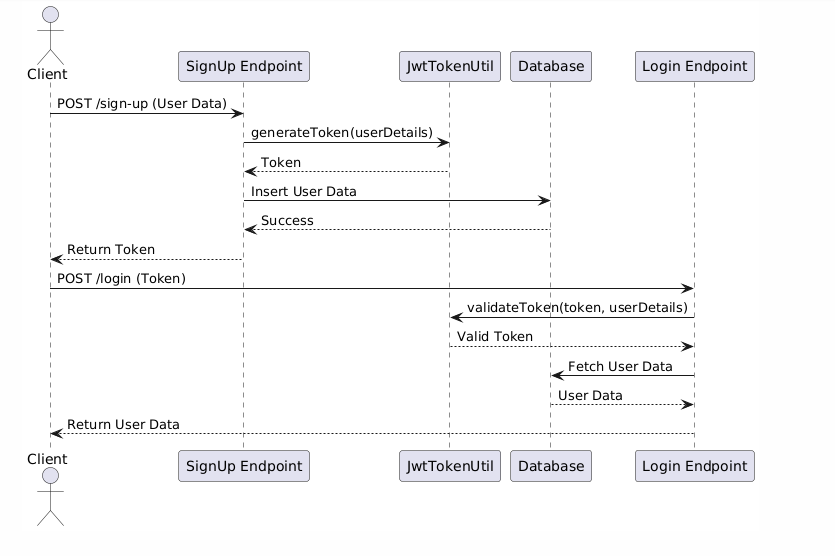 Client
SignUp Endpoint
JwtTokenUtil
Database
Login Endpoint
POST /sign-up (User Data)
generateToken(userDetails)
Token
Insert User Data
Success
Return Token
POST /login (Token)
validateToken(token, userDetails)
Valid Token
Fetch User Data
User Data
Return User Data
Client
SignUp Endpoint
JwtTokenUtil
Database
Login Endpoint